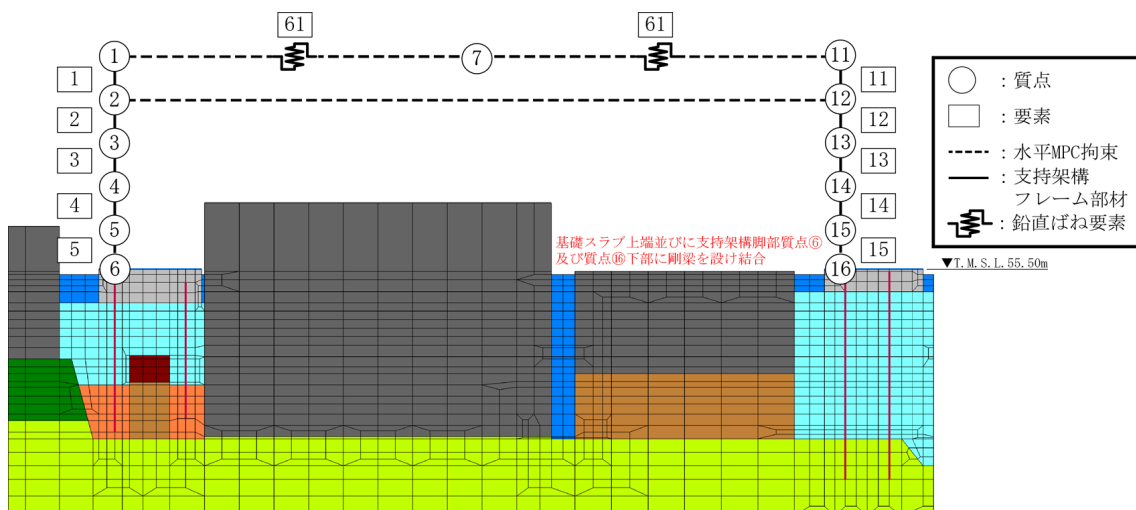 61
61
1
7
11
1
11
2
12
2
12
3
13
3
13
4
14
4
14
5
15
5
15
6
16
基礎スラブ上端並びに支持架構脚部質点⑥
及び質点⑯下部に剛梁を設け結合
▼T.M.S.L.55.50m
：質点
：要素
：水平MPC拘束
：支持架構
フレーム部材
：鉛直ばね要素